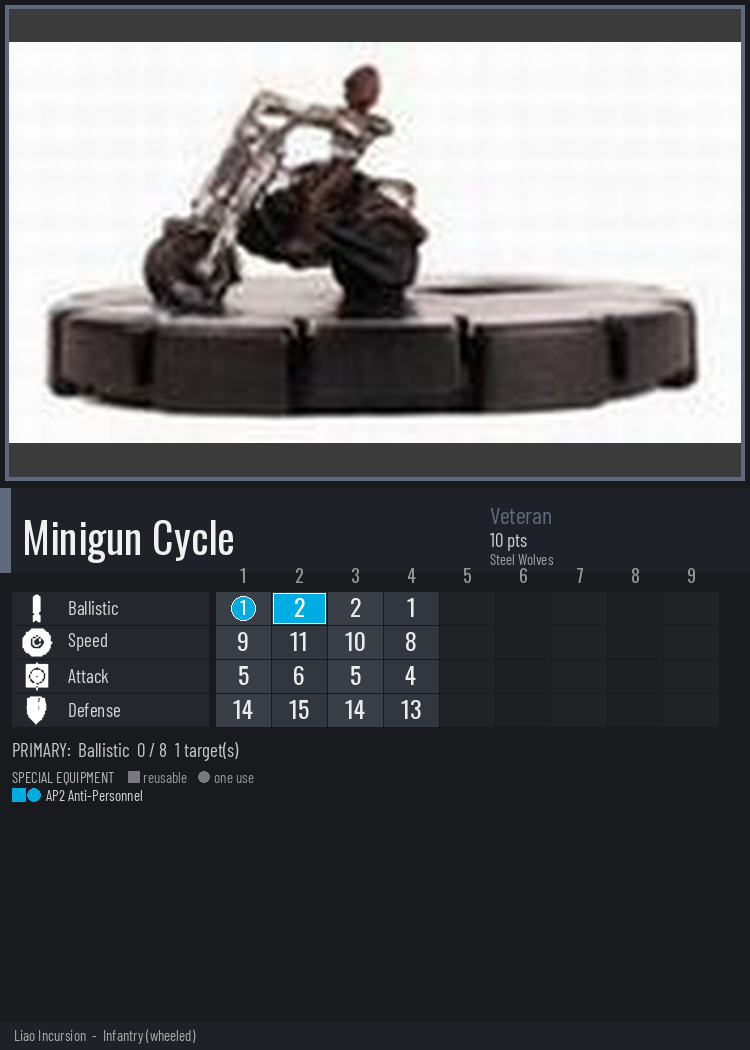 Minigun Cycle
Veteran
10 pts
Steel Wolves
1 2 3 4 5 6 7 8 9
Ballistic 1 2 2 1
Speed 9 11 10 8
Attack 5 6 5 4
Defense 14 15 14 13
PRIMARY: Ballistic 0 / 8 1 target(s)
SPECIAL EQUIPMENT reusable one use
AP2 Anti-Personnel
Liao Incursion - Infantry (wheeled)